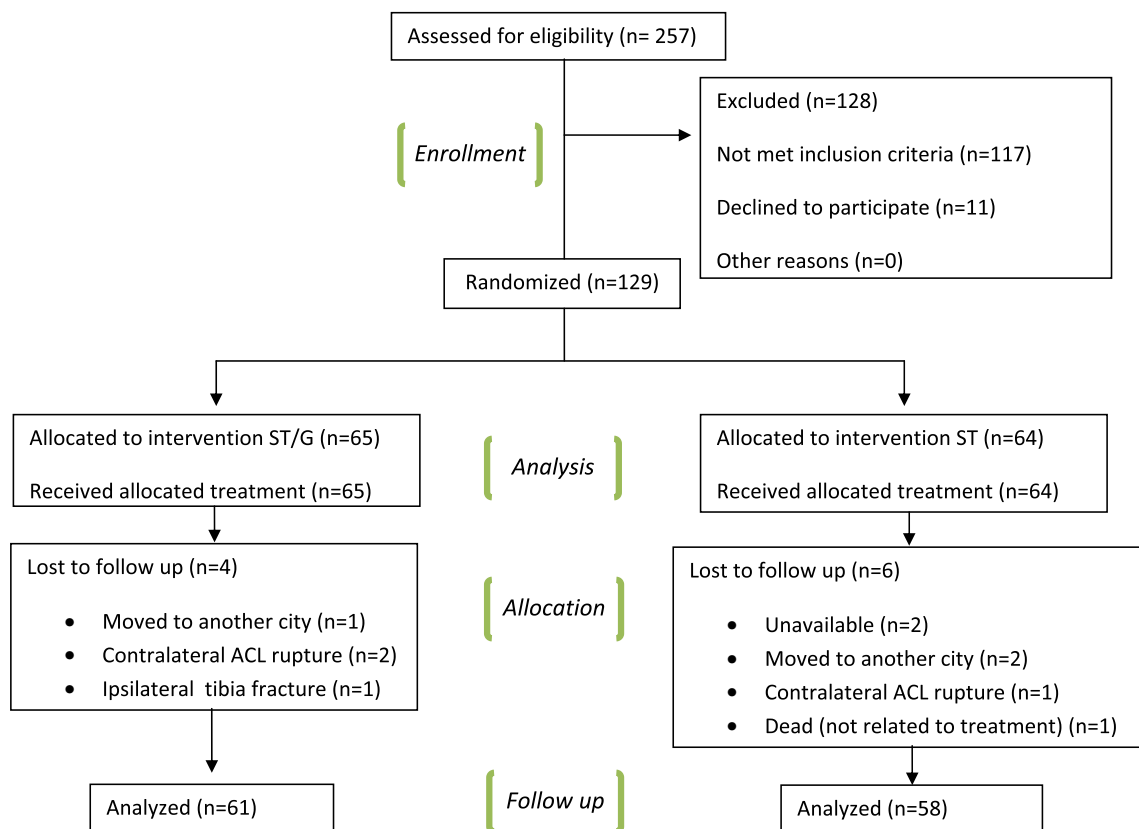 Assessed for eligibility (n= 257)
Excluded (n=128)
Not met inclusion criteria (n=117)
Declined to participate (n=11)
Other reasons (n=0)
Enrollment
Randomized (n=129)
Allocated to intervention ST/G (n=65)
Received allocated treatment (n=65)
Analysis
Allocated to intervention ST (n=64)
Received allocated treatment (n=64)
Lost to follow up (n=4)
• Moved to another city (n=1)
• Contralateral ACL rupture (n=2)
• Ipsilateral tibia fracture (n=1)
Allocation
Lost to follow up (n=6)
• Unavailable (n=2)
• Moved to another city (n=2)
• Contralateral ACL rupture (n=1)
• Dead (not related to treatment) (n=1)
Analyzed (n=61)
Follow up
Analyzed (n=58)